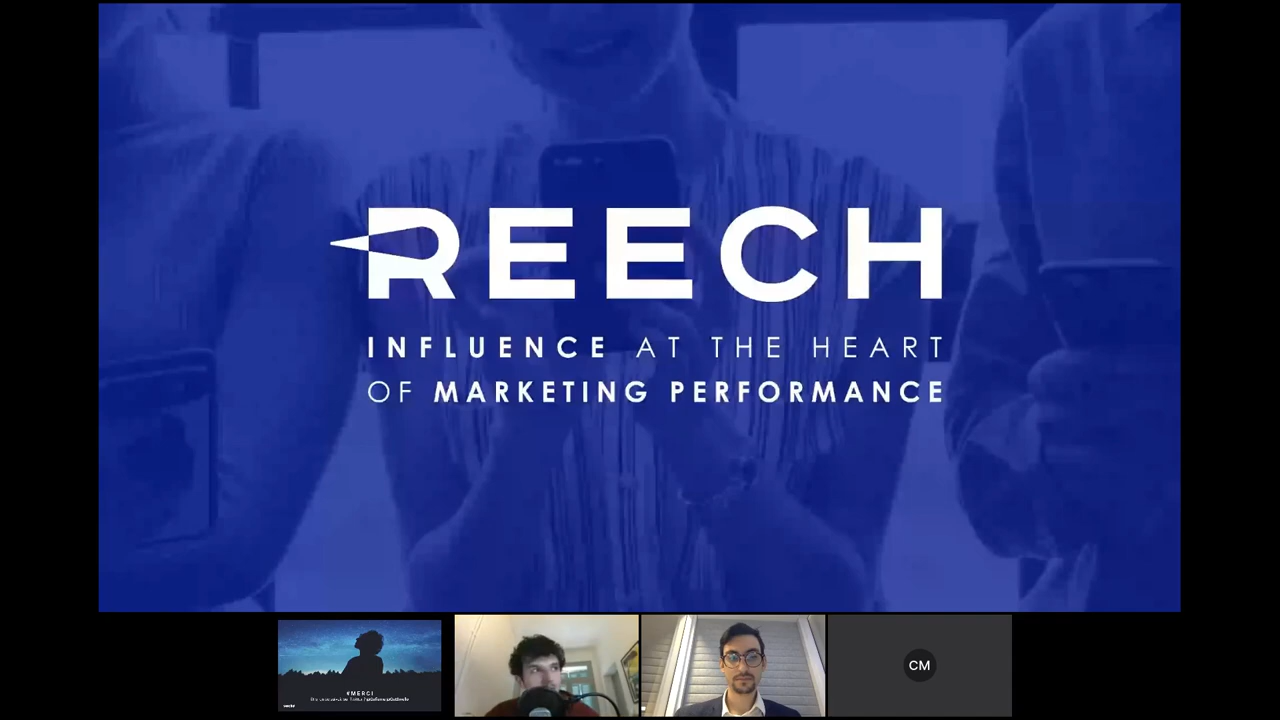 REECH
INFLUENCE AT THE HEART
OF MARKETING PERFORMANCE
#MERCI
CM